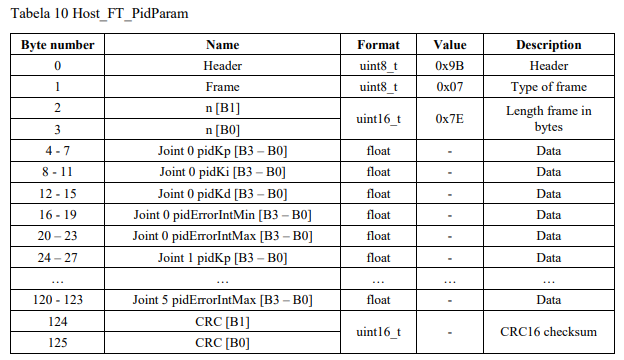 Tabela 10 Host_FT_PidParam
Byte number Name Format Value Description
0 Header uint8_t 0x9B Header
1 Frame uint8_t 0x07 Type of frame
2 n [B1] uint16_t 0x7E Length frame in
3 n [B0] bytes
4 - 7 Joint 0 pidKp [B3 – B0] float - Data
8 - 11 Joint 0 pidKi [B3 – B0] float - Data
12 - 15 Joint 0 pidKd [B3 – B0] float - Data
16 - 19 Joint 0 pidErrorIntMin [B3 – B0] float - Data
20 – 23 Joint 0 pidErrorIntMax [B3 – B0] float - Data
24 – 27 Joint 1 pidKp [B3 – B0] float - Data
… … … … …
120 - 123 Joint 5 pidErrorIntMax [B3 – B0] float - Data
124 CRC [B1] uint16_t - CRC16 checksum
125 CRC [B0]